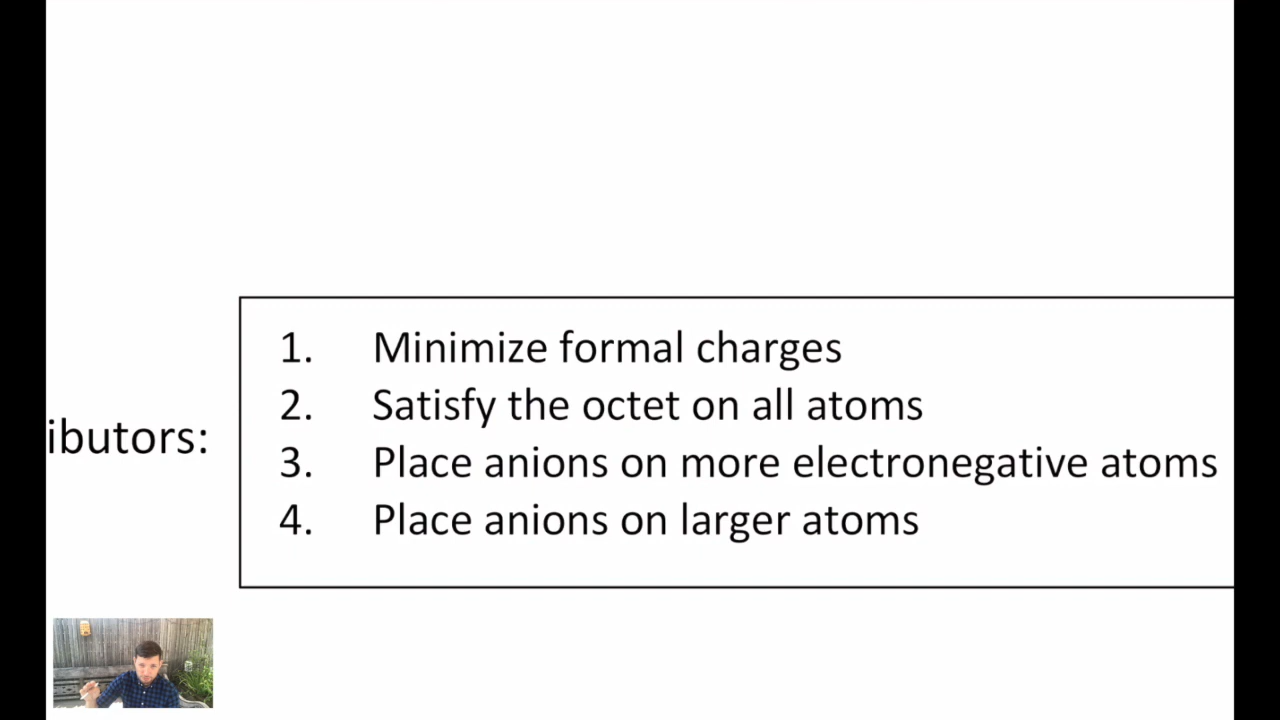 1. Minimize formal charges
2. Satisfy the octet on all atoms
ibutors:
3. Place anions on more electronegative atoms
4. Place anions on larger atoms